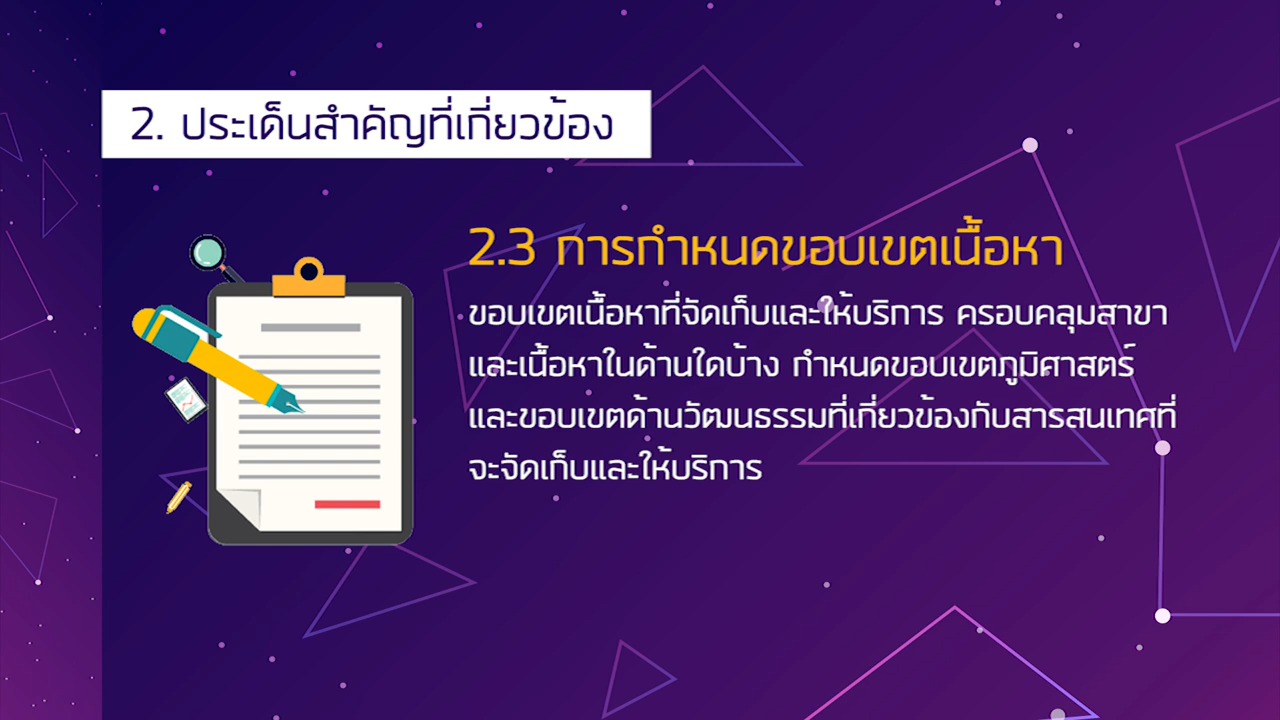 2. ประเด็นสำคัญที่เกี่ยวข้อง
2.3 การกำหนดขอบเขตเนื้อหา
ขอบเขตเนื้อหาที่จัดเก็บและให้บริการ ครอบคลุมสาขา
และเนื้อหาในด้านใดบ้าง กำหนดขอบเขตภูมิศาสตร์
และขอบเขตด้านวัฒนธรรมที่เกี่ยวข้องกับสารสนเทศที่
จะจัดเก็บและให้บริการ